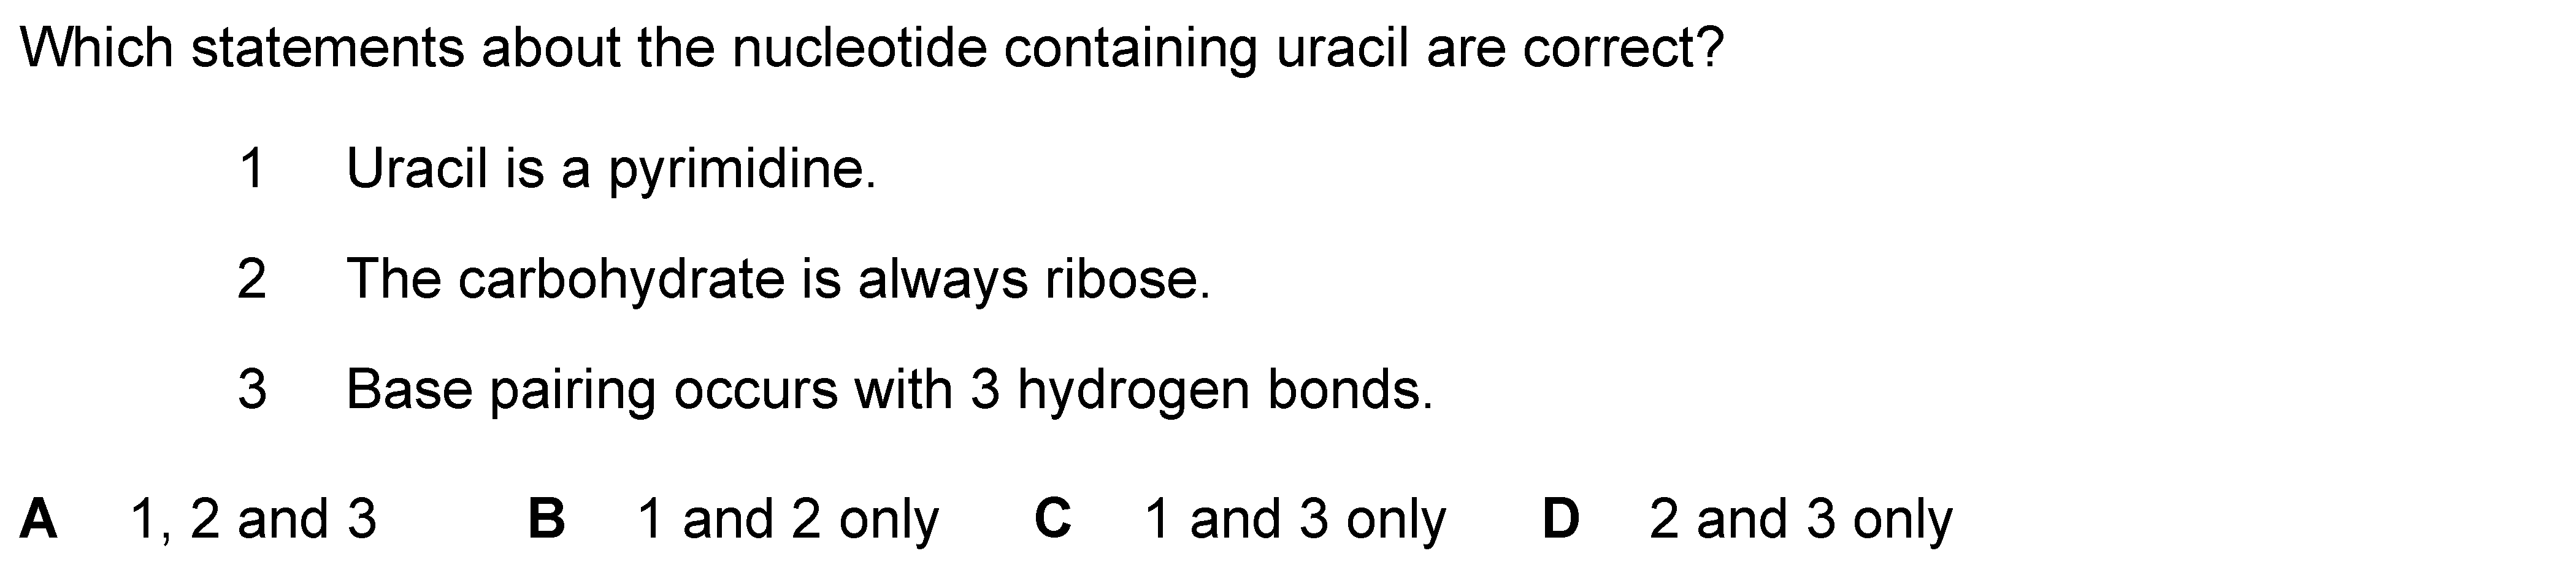 Which statements about the nucleotide containing uracil are correct?
1 Uracil is a pyrimidine.
2 The carbohydrate is always ribose.
3 Base pairing occurs with 3 hydrogen bonds.
A 1, 2 and 3 B 1 and 2 only C 1 and 3 only D 2 and 3 only